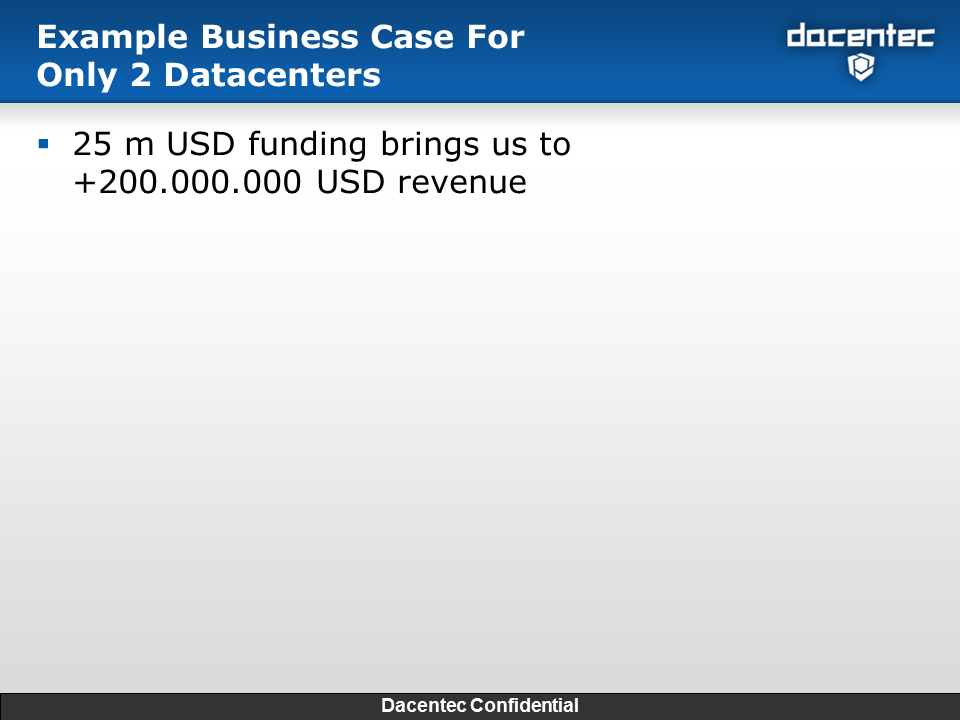 Example Business Case For
Only 2 Datacenters
dacentec
▪ 25 m USD funding brings us to
+200.000.000 USD revenue
Dacentec Confidential